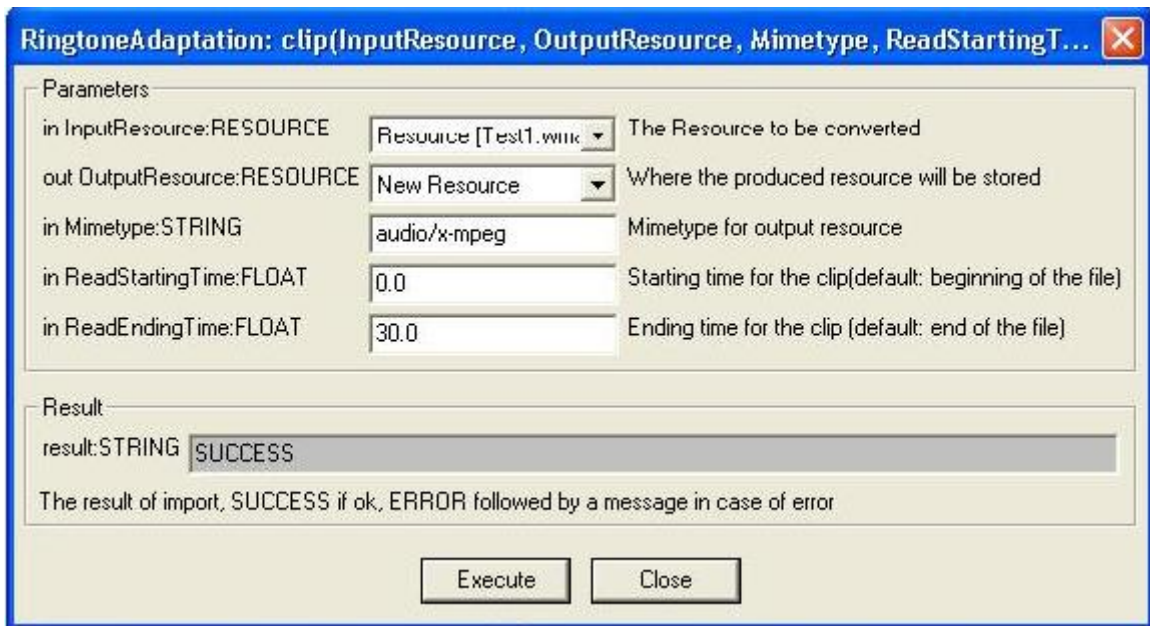 RingtoneAdaptation: clip(InputResource, OutputResource, Mimetype, ReadStartingT...
Parameters
in InputResource:RESOURCE Resource [Test1.wma The Resource to be converted
out OutputResource:RESOURCE New Resource Where the produced resource will be stored
in Mimetype:STRING audio/x-mpeg Mimetype for output resource
in ReadStartingTime:FLOAT 0.0 Starting time for the clip(default: beginning of the file)
in ReadEndingTime:FLOAT 30.0 Ending time for the clip (default: end of the file)
Result
result:STRING SUCCESS
The result of import, SUCCESS if ok, ERROR followed by a message in case of error
Execute Close